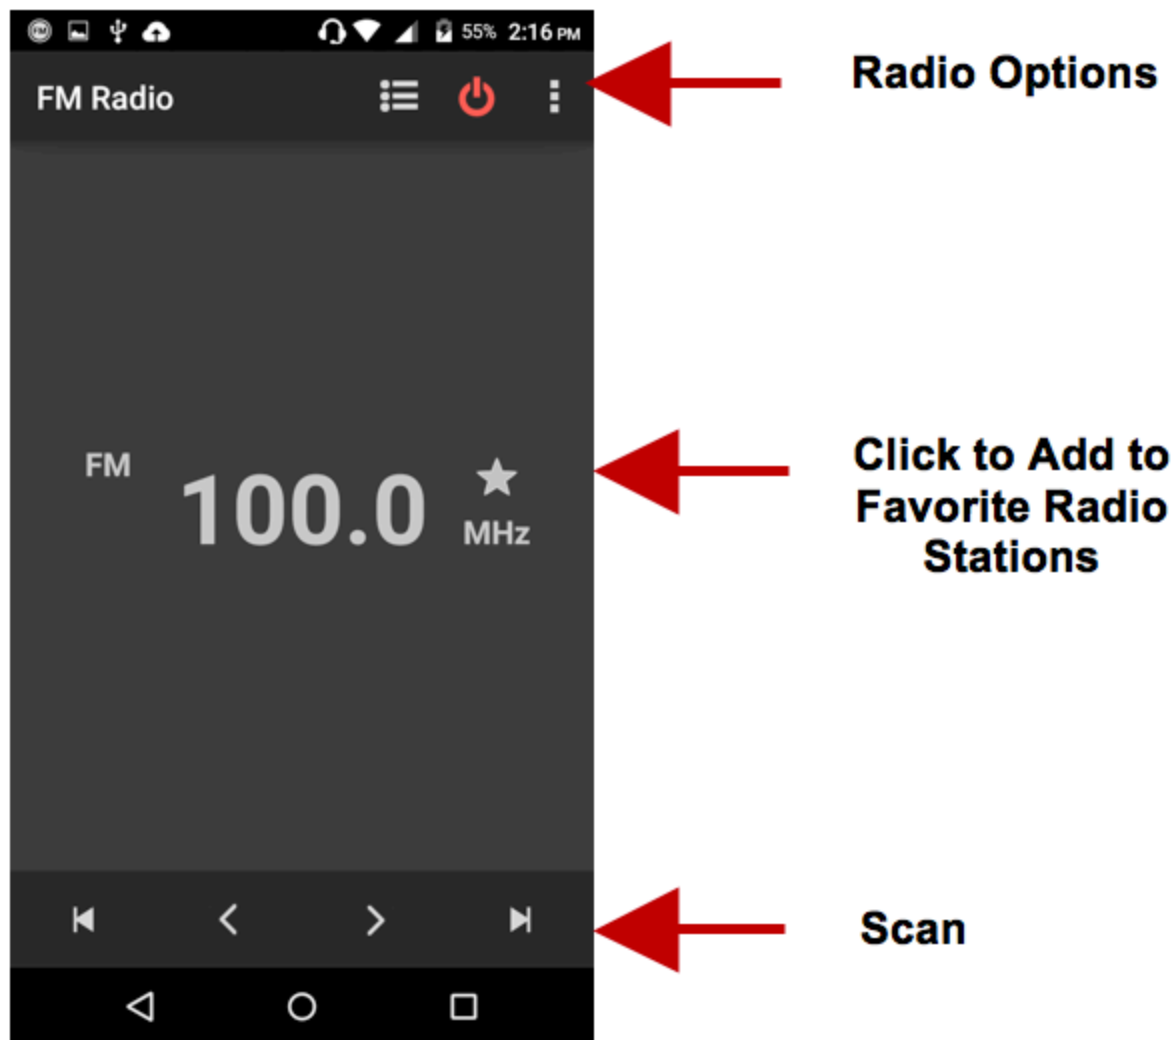 55% 2:16 PM
FM Radio
Radio Options
FM
100.0
MHz
Click to Add to
Favorite Radio
Stations
Scan